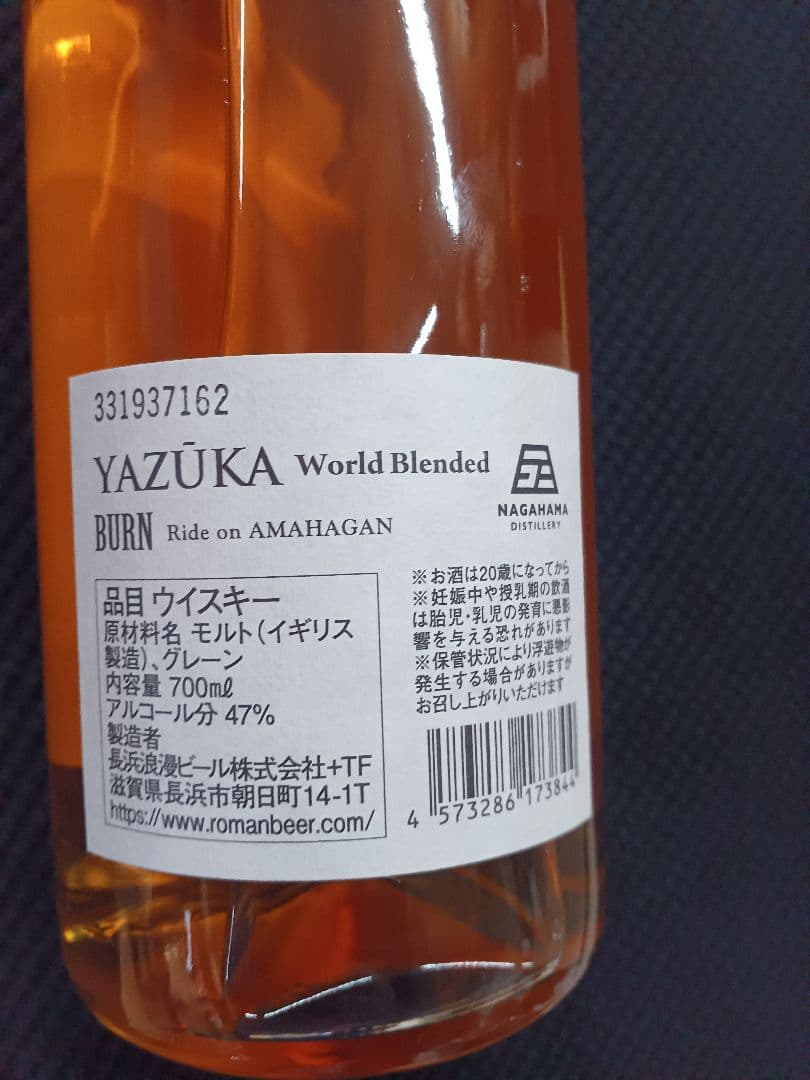 331937162
YAZŪKA World Blended
BURN Ride on AMAHAGAN
NAGAHAMA
DISTILLERY
品目 ウイスキー
原材料名 モルト(イギリス
製造)、グレーン
内容量 700㎖
アルコール分 47%
製造者
長浜浪漫ビール株式会社+TF
滋賀県長浜市朝日町14-1T
https://www.romanbeer.com/
※お酒は20歳になってから
※妊娠中や授乳期の飲酒
は胎児・乳児の発育に悪影
響を与える恐れがあります
※保管状況により浮遊物が
発生する場合がありますが
お召し上がりいただけます
4 573286 173844